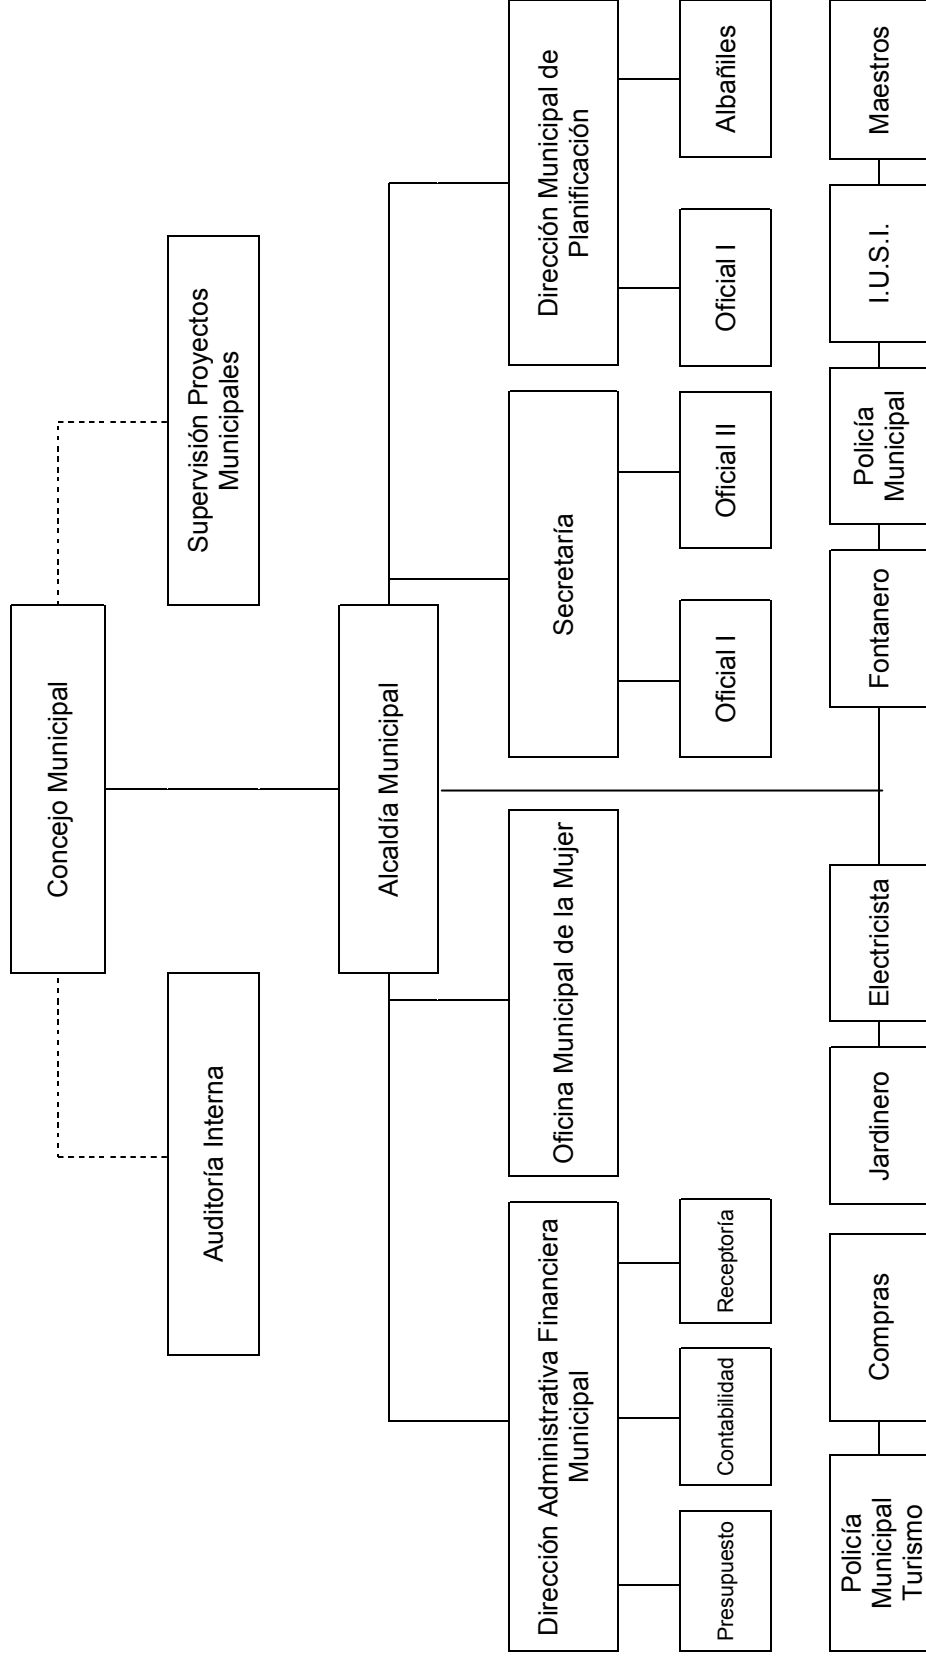 Concejo Municipal
Auditoría Interna
Supervisión Proyectos
Municipales
Alcaldía Municipal
Dirección Administrativa Financiera
Municipal
Oficina Municipal de la Mujer
Secretaría
Dirección Municipal de
Planificación
Presupuesto
Contabilidad
Receptoría
Oficial I
Oficial II
Oficial I
Albañiles
Policía
Municipal
Turismo
Compras
Jardinero
Electricista
Fontanero
Policía
Municipal
I.U.S.I.
Maestros